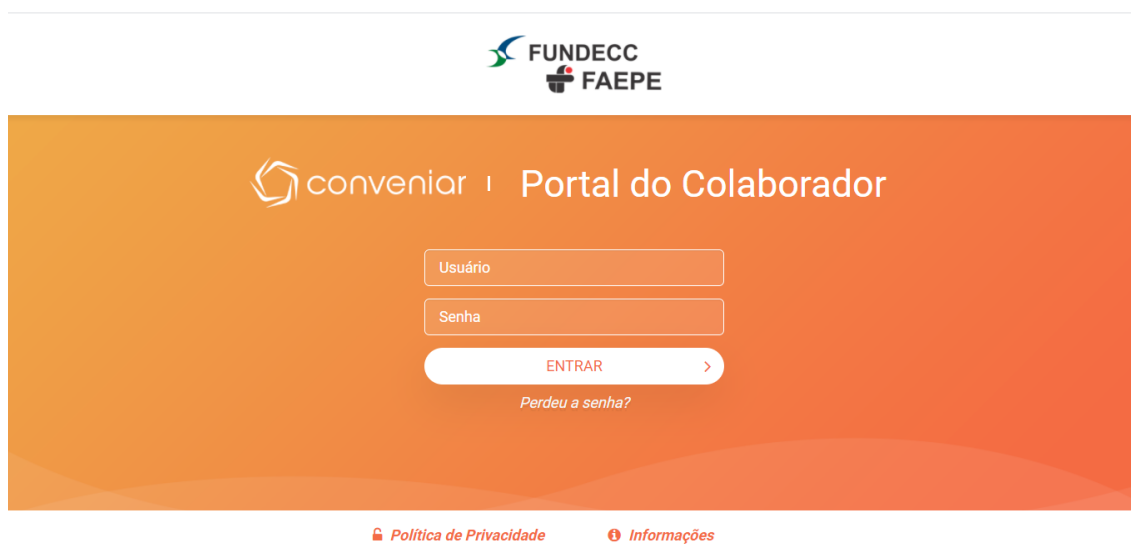 FUNDECC
FAEPE
conveniar | Portal do Colaborador
Usuário
Senha
ENTRAR
Perdeu a senha?
Política de Privacidade Informações